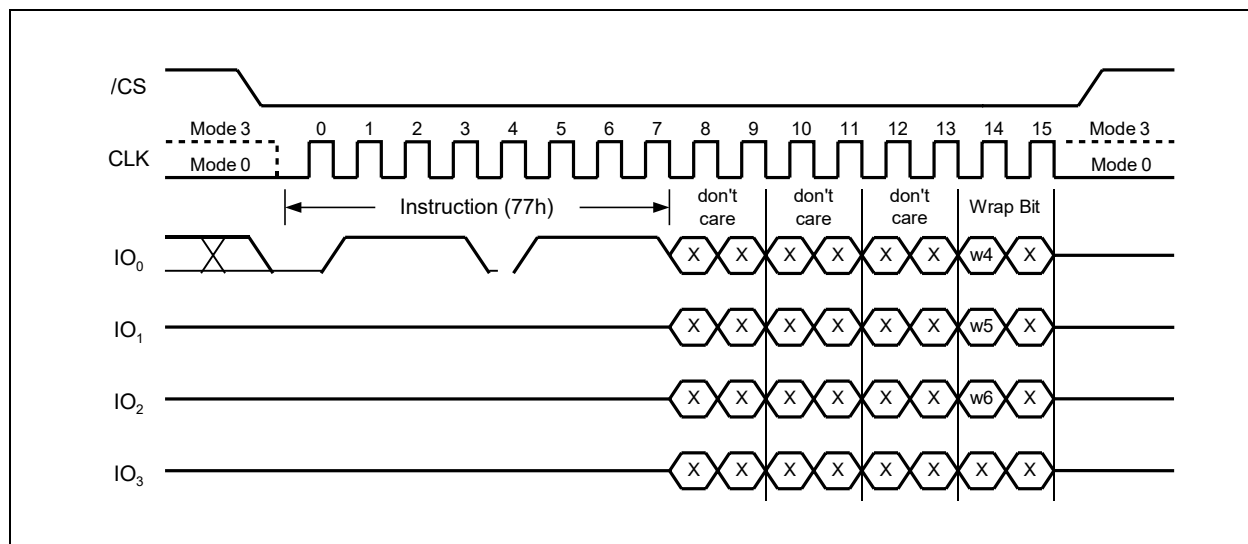 /CS
Mode 3 0 1 2 3 4 5 6 7 8 9 10 11 12 13 14 15 Mode 3
CLK Mode 0 Mode 0
Instruction (77h) don't care don't care don't care Wrap Bit
IO0 X X X X X X w4 X
IO1 X X X X X X w5 X
IO2 X X X X X X w6 X
IO3 X X X X X X X X